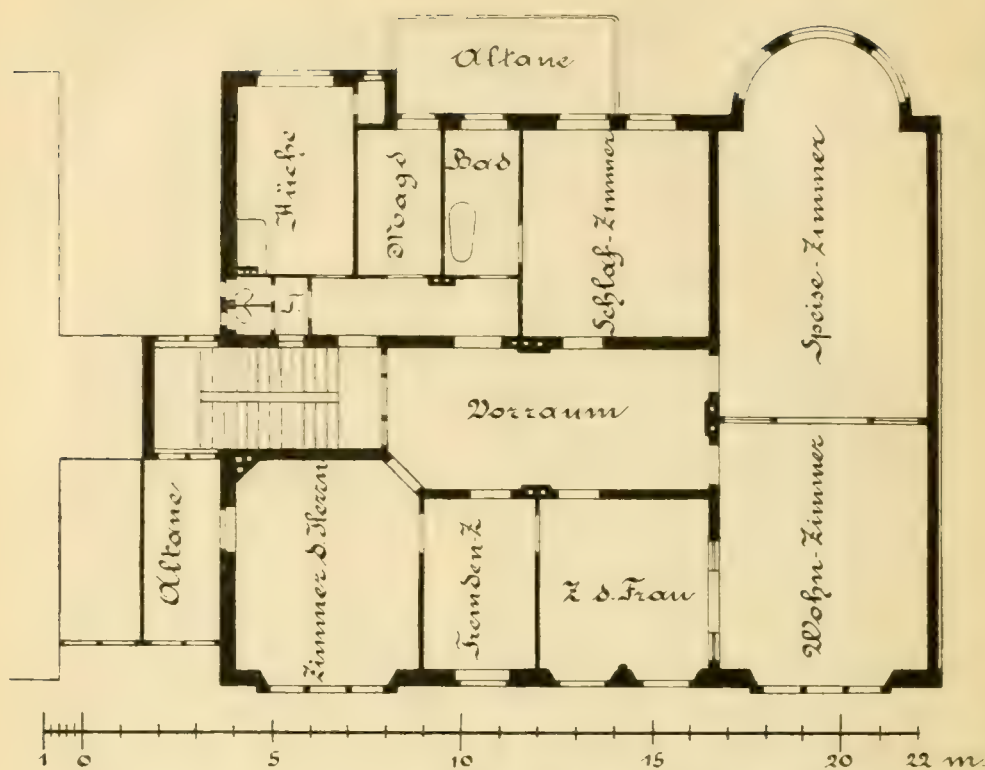 Altane
Küche
Magd
Bad
Schlaf-Zimmer
Speise-Zimmer
Vorraum
Altane
Zimmer d. Herrn
Fremden-Z
Z d. Frau
Wohn-Zimmer
1 0 5 10 15 20 22 m.